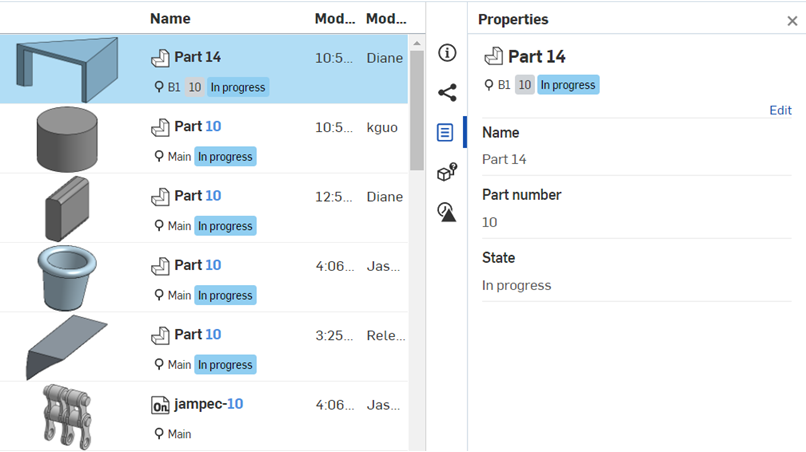 Name Mod... Mod...
Part 14 10:5... Diane
B1 10 In progress
Part 10 10:5... kguo
Main In progress
Part 10 12:5... Diane
Main In progress
Part 10 4:06... Jas...
Main In progress
Part 10 3:25... Rele...
Main In progress
On jampec-10 4:06... Jas...
Main
Properties
Part 14
B1 10 In progress
Edit
Name
Part 14
Part number
10
State
In progress